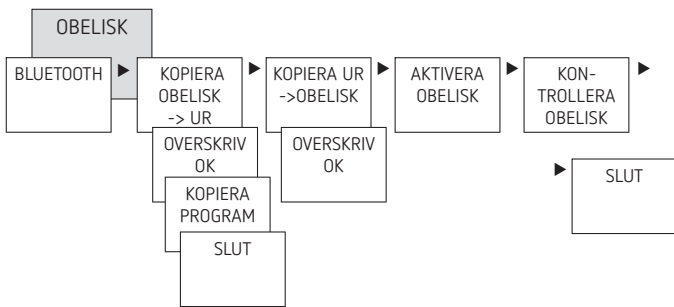 OBELISK
BLUETOOTH
KOPIERA
OBELISK
-> UR
OVERSKRIV
OK
KOPIERA
PROGRAM
SLUT
KOPIERA UR
->OBELISK
OVERSKRIV
OK
AKTIVERA
OBELISK
KON-
TROLLERA
OBELISK
SLUT